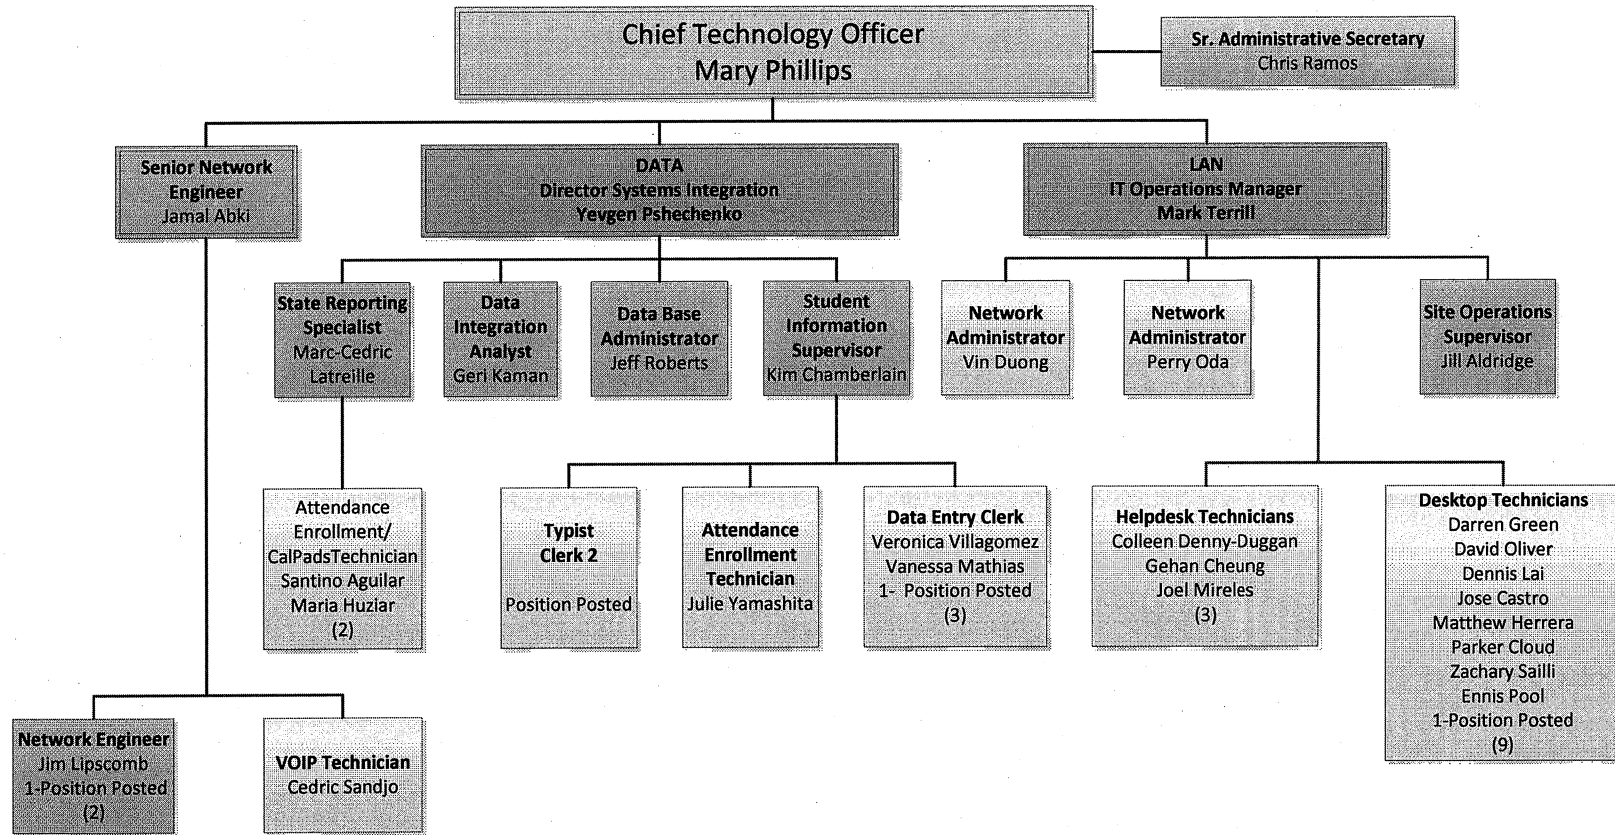 Chief Technology Officer
Mary Phillips
Sr. Administrative Secretary
Chris Ramos
Senior Network
Engineer
Jamal Abki
DATA
Director Systems Integration
Yevgen Pshechenko
LAN
IT Operations Manager
Mark Terrill
State Reporting
Specialist
Marc-Cedric
Latreille
Data
Integration
Analyst
Geri Kaman
Data Base
Administrator
Jeff Roberts
Student
Information
Supervisor
Kim Chamberlain
Network
Administrator
Vin Duong
Network
Administrator
Perry Oda
Site Operations
Supervisor
Jill Aldridge
Attendance
Enrollment/
CalPadsTechnician
Santino Aguilar
Maria Huziar
(2)
Typist
Clerk 2
Position Posted
Attendance
Enrollment
Technician
Julie Yamashita
Data Entry Clerk
Veronica Villagomez
Vanessa Mathias
1- Position Posted
(3)
Helpdesk Technicians
Colleen Denny-Duggan
Gehan Cheung
Joel Mireles
(3)
Desktop Technicians
Darren Green
David Oliver
Dennis Lai
Jose Castro
Matthew Herrera
Parker Cloud
Zachary Sailli
Ennis Pool
1-Position Posted
(9)
Network Engineer
Jim Lipscomb
1-Position Posted
(2)
VOIP Technician
Cedric Sandjo